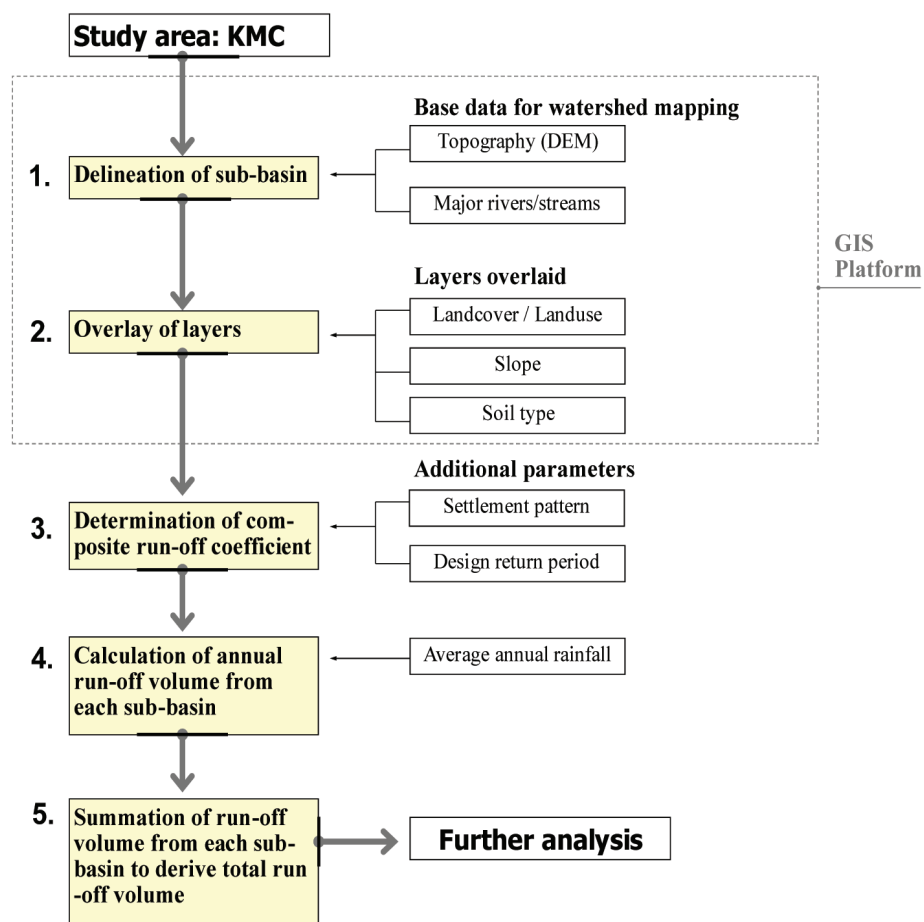 Study area: KMC
Base data for watershed mapping
Topography (DEM)
1.
Delineation of sub-basin
Major rivers/streams
GIS
Platform
Layers overlaid
Landcover / Landuse
2.
Overlay of layers
Slope
Soil type
Additional parameters
Settlement pattern
3.
Determination of com-
posite run-off coefficient
Design return period
4.
Calculation of annual
run-off volume from
each sub-basin
Average annual rainfall
5.
Summation of run-off
volume from each sub-
basin to derive total run
-off volume
Further analysis